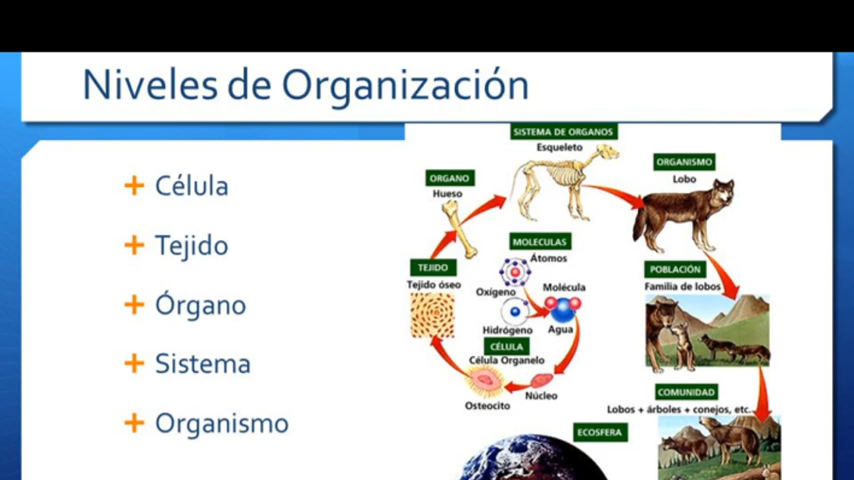 Niveles de Organización
Célula
Tejido
Órgano
Sistema
Organismo
SISTEMA DE ORGANOS
Esqueleto
ORGANISMO
Lobo
ORGANO
Hueso
MOLECULAS
Átomos
Oxígeno
Molécula
Hidrógeno
Agua
TEJIDO
Tejido óseo
POBLACIÓN
Familia de lobos
CÉLULA
Célula Organelo
Núcleo
Osteocito
COMUNIDAD
Lobos + árboles + conejos, etc.
ECOSFERA